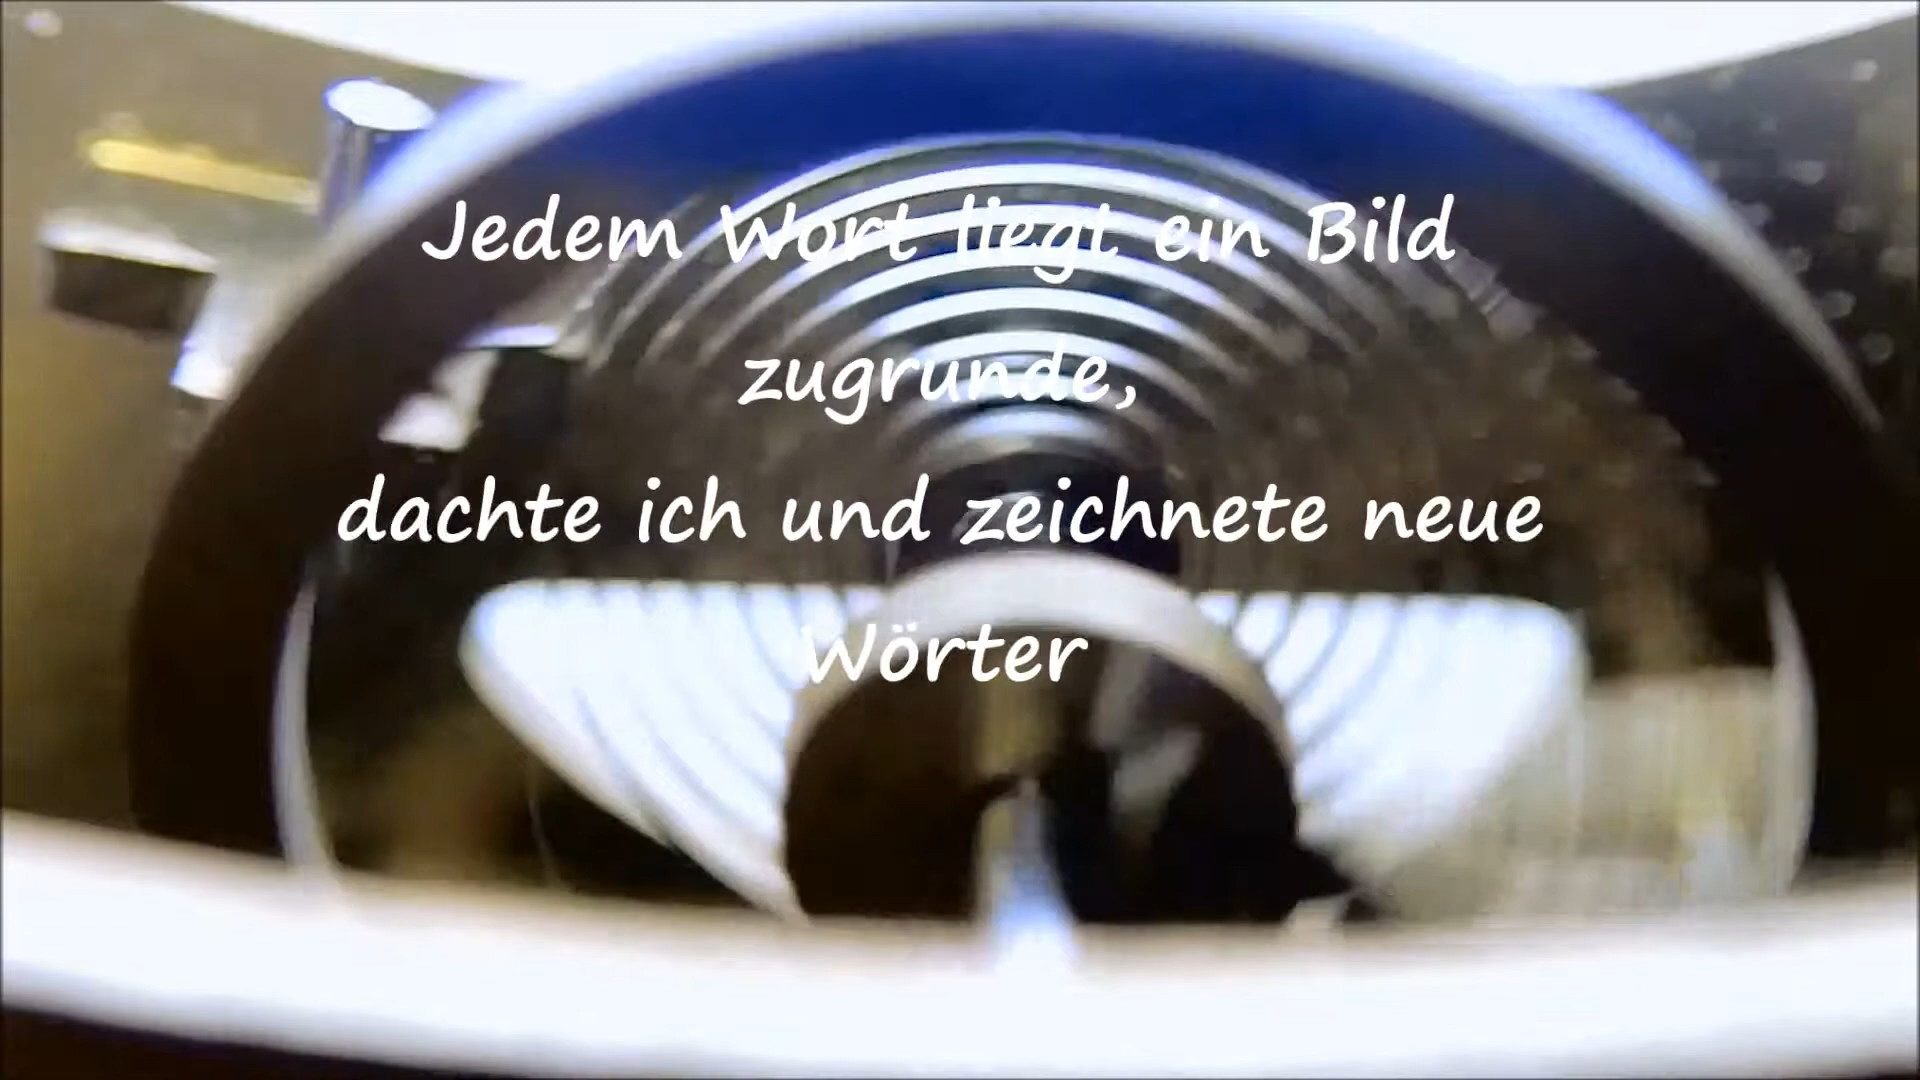 Jedem Wort liegt ein Bild
zugrunde,
dachte ich und zeichnete neue
Wörter